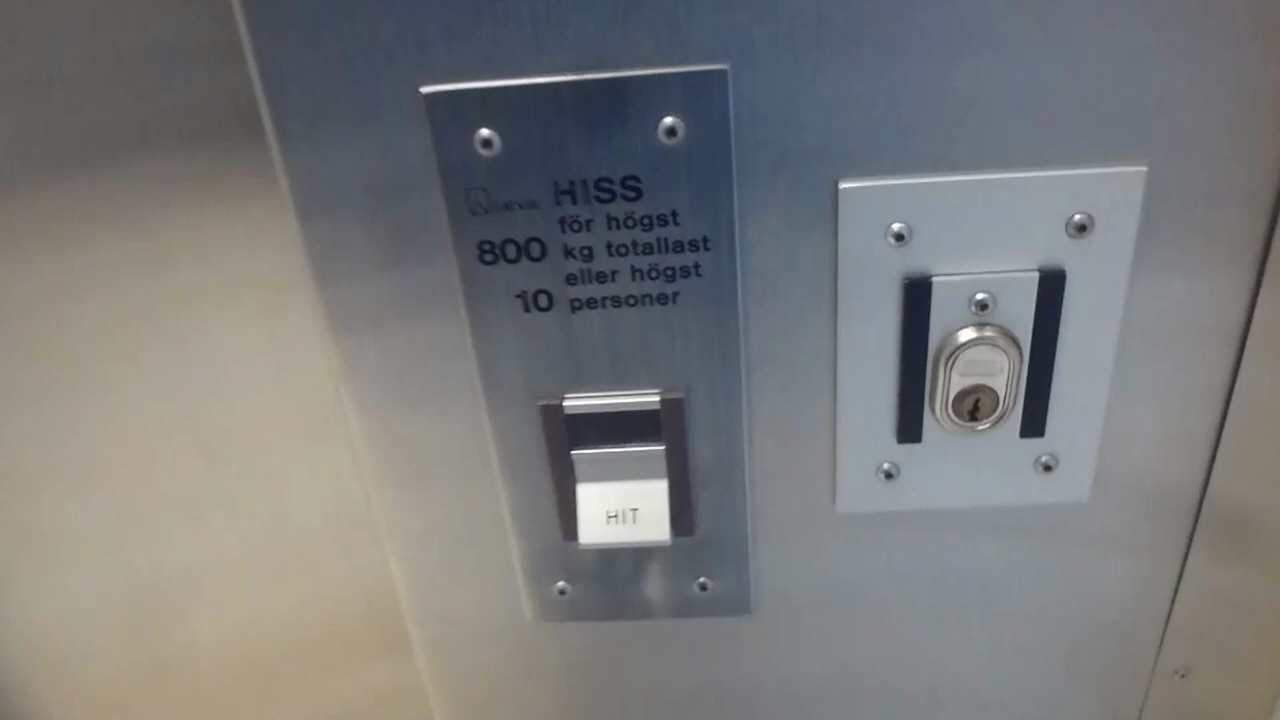 HISS
för högst
800 kg totallast
eller högst
10 personer
HIT